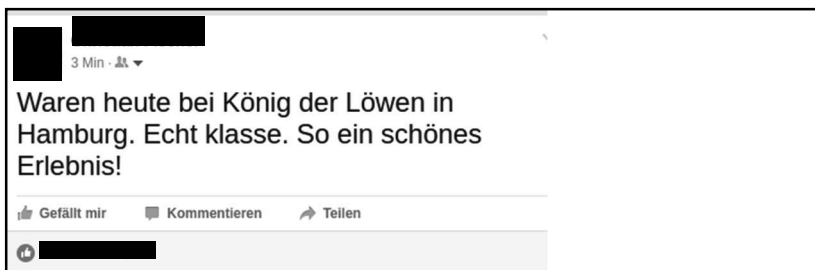 3 Min ·
Waren heute bei König der Löwen in
Hamburg. Echt klasse. So ein schönes
Erlebnis!
Gefällt mir Kommentieren Teilen